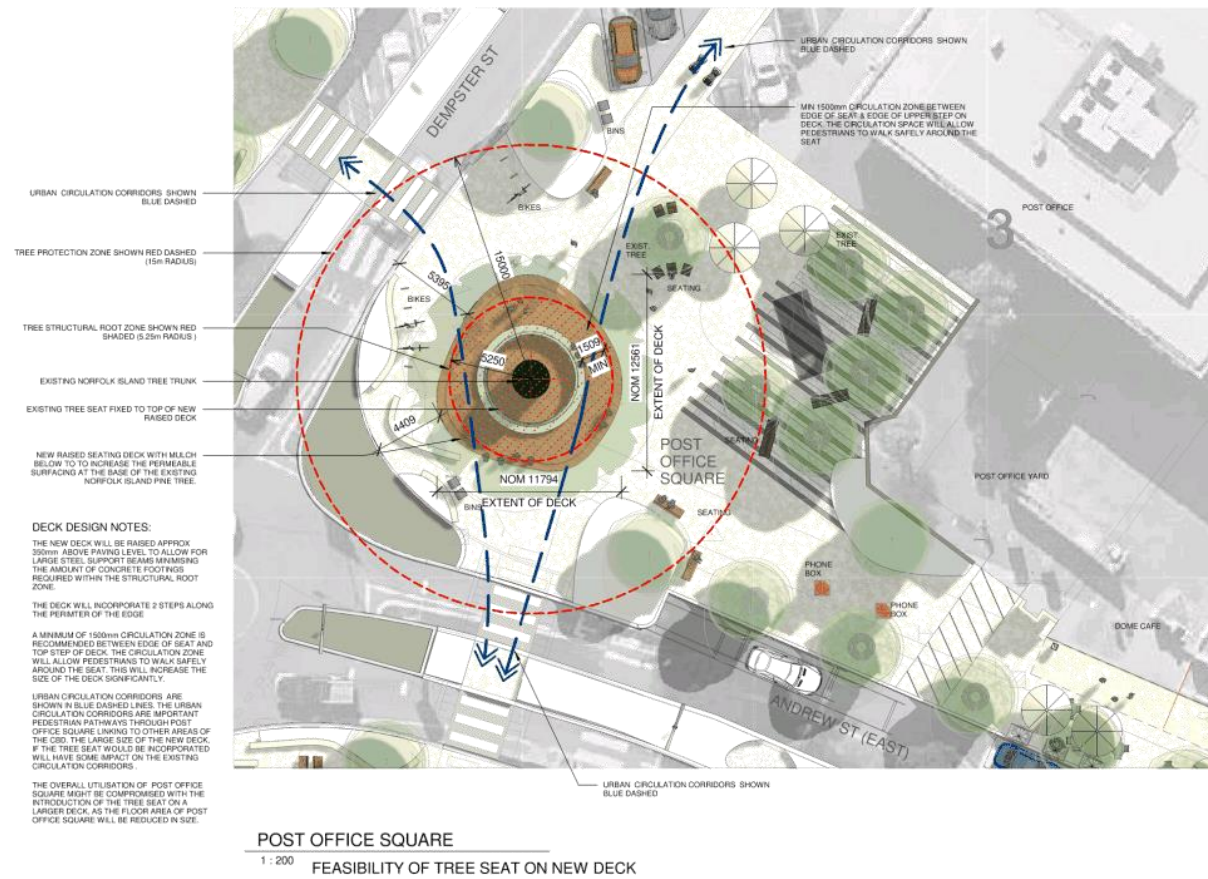 URBAN CIRCULATION CORRIDORS SHOWN
BLUE DASHED
MIN 1500mm CIRCULATION ZONE BETWEEN
EDGE OF SEAT & EDGE OF UPPER STEP ON
DECK. THE CIRCULATION SPACE WILL ALLOW
PEDESTRIANS TO WALK SAFELY AROUND THE
SEAT
DEMPSTER ST
BINS
URBAN CIRCULATION CORRIDORS SHOWN
BLUE DASHED
BIKES
POST OFFICE
3
EXIST.
TREE
EXIST.
TREE
TREE PROTECTION ZONE SHOWN RED DASHED
(15m RADIUS)
15000
5395
SEATING
BIKES
TREE STRUCTURAL ROOT ZONE SHOWN RED
SHADED (5.25m RADIUS )
5250
1509
MIN
NOM 12561
EXTENT OF DECK
EXISTING NORFOLK ISLAND TREE TRUNK
EXISTING TREE SEAT FIXED TO TOP OF NEW
RAISED DECK
4409
NEW RAISED SEATING DECK WITH MULCH
BELOW TO TO INCREASE THE PERMEABLE
SURFACING AT THE BASE OF THE EXISTING
NORFOLK ISLAND PINE TREE.
SEATING
POST
OFFICE
SQUARE
NOM 11794
EXTENT OF DECK
POST OFFICE YARD
BINS
SEATING
DECK DESIGN NOTES:
THE NEW DECK WILL BE RAISED APPROX
350mm ABOVE PAVING LEVEL TO ALLOW FOR
LARGE STEEL SUPPORT BEAMS MINIMISING
THE AMOUNT OF CONCRETE FOOTINGS
REQUIRED WITHIN THE STRUCTURAL ROOT
ZONE.
THE DECK WILL INCORPORATE 2 STEPS ALONG
THE PERIMTER OF THE EDGE
A MINIMUM OF 1500mm CIRCULATION ZONE IS
RECOMMENDED BETWEEN EDGE OF SEAT AND
TOP STEP OF DECK. THE CIRCULATION ZONE
WILL ALLOW PEDESTRIANS TO WALK SAFELY
AROUND THE SEAT. THIS WILL INCREASE THE
SIZE OF THE DECK SIGNIFICANTLY.
URBAN CIRCULATION CORRIDORS ARE
SHOWN IN BLUE DASHED LINES. THE URBAN
CIRCULATION CORRIDORS ARE IMPORTANT
PEDESTRIAN PATHWAYS THROUGH POST
OFFICE SQUARE LINKING TO OTHER AREAS OF
THE CBD. THE LARGE SIZE OF THE NEW DECK,
IF THE TREE SEAT WOULD BE INCORPORATED
WILL HAVE SOME IMPACT ON THE EXISTING
CIRCULATION CORRIDORS .
THE OVERALL UTILISATION OF POST OFFICE
SQUARE MIGHT BE COMPROMISED WITH THE
INTRODUCTION OF THE TREE SEAT ON A
LARGER DECK, AS THE FLOOR AREA OF POST
OFFICE SQUARE WILL BE REDUCED IN SIZE.
PHONE
BOX
PHONE
BOX
DOME CAFE
ANDREW ST (EAST)
URBAN CIRCULATION CORRIDORS SHOWN
BLUE DASHED
POST OFFICE SQUARE
1 : 200
FEASIBILITY OF TREE SEAT ON NEW DECK